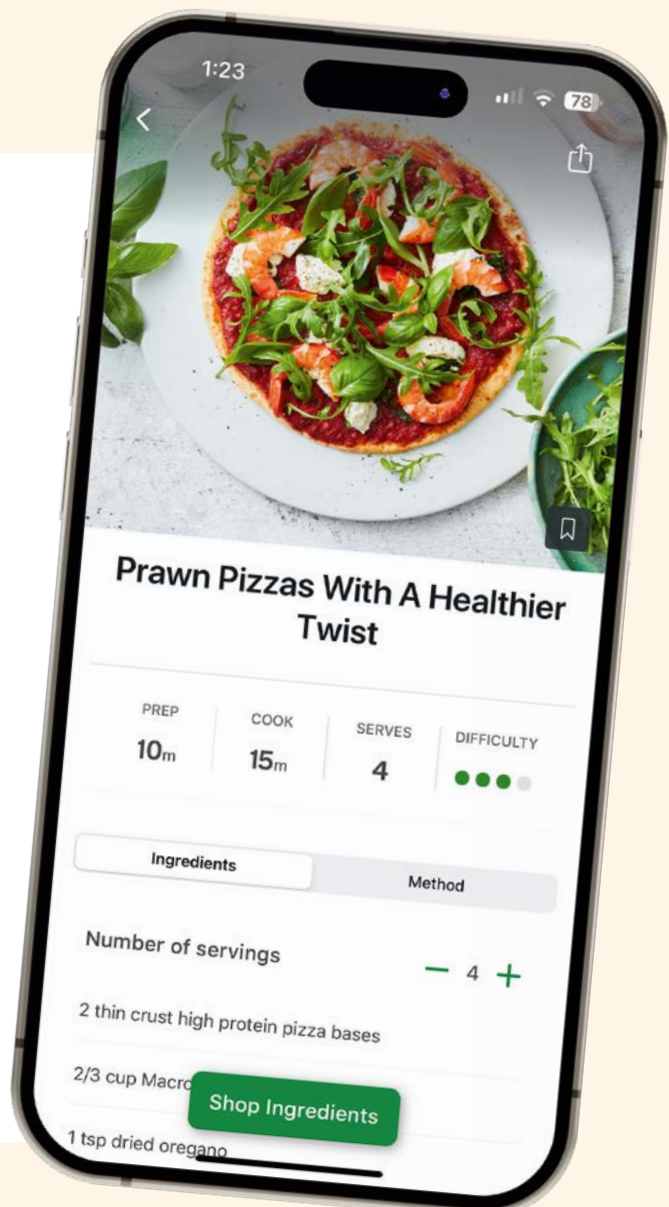 1:23
78
Prawn Pizzas With A Healthier
Twist
PREP
COOK
SERVES
DIFFICULTY
10m
15m
4
Ingredients
Method
Number of servings
4
2 thin crust high protein pizza bases
2/3 cup Macro
Shop Ingredients
1 tsp dried oregano